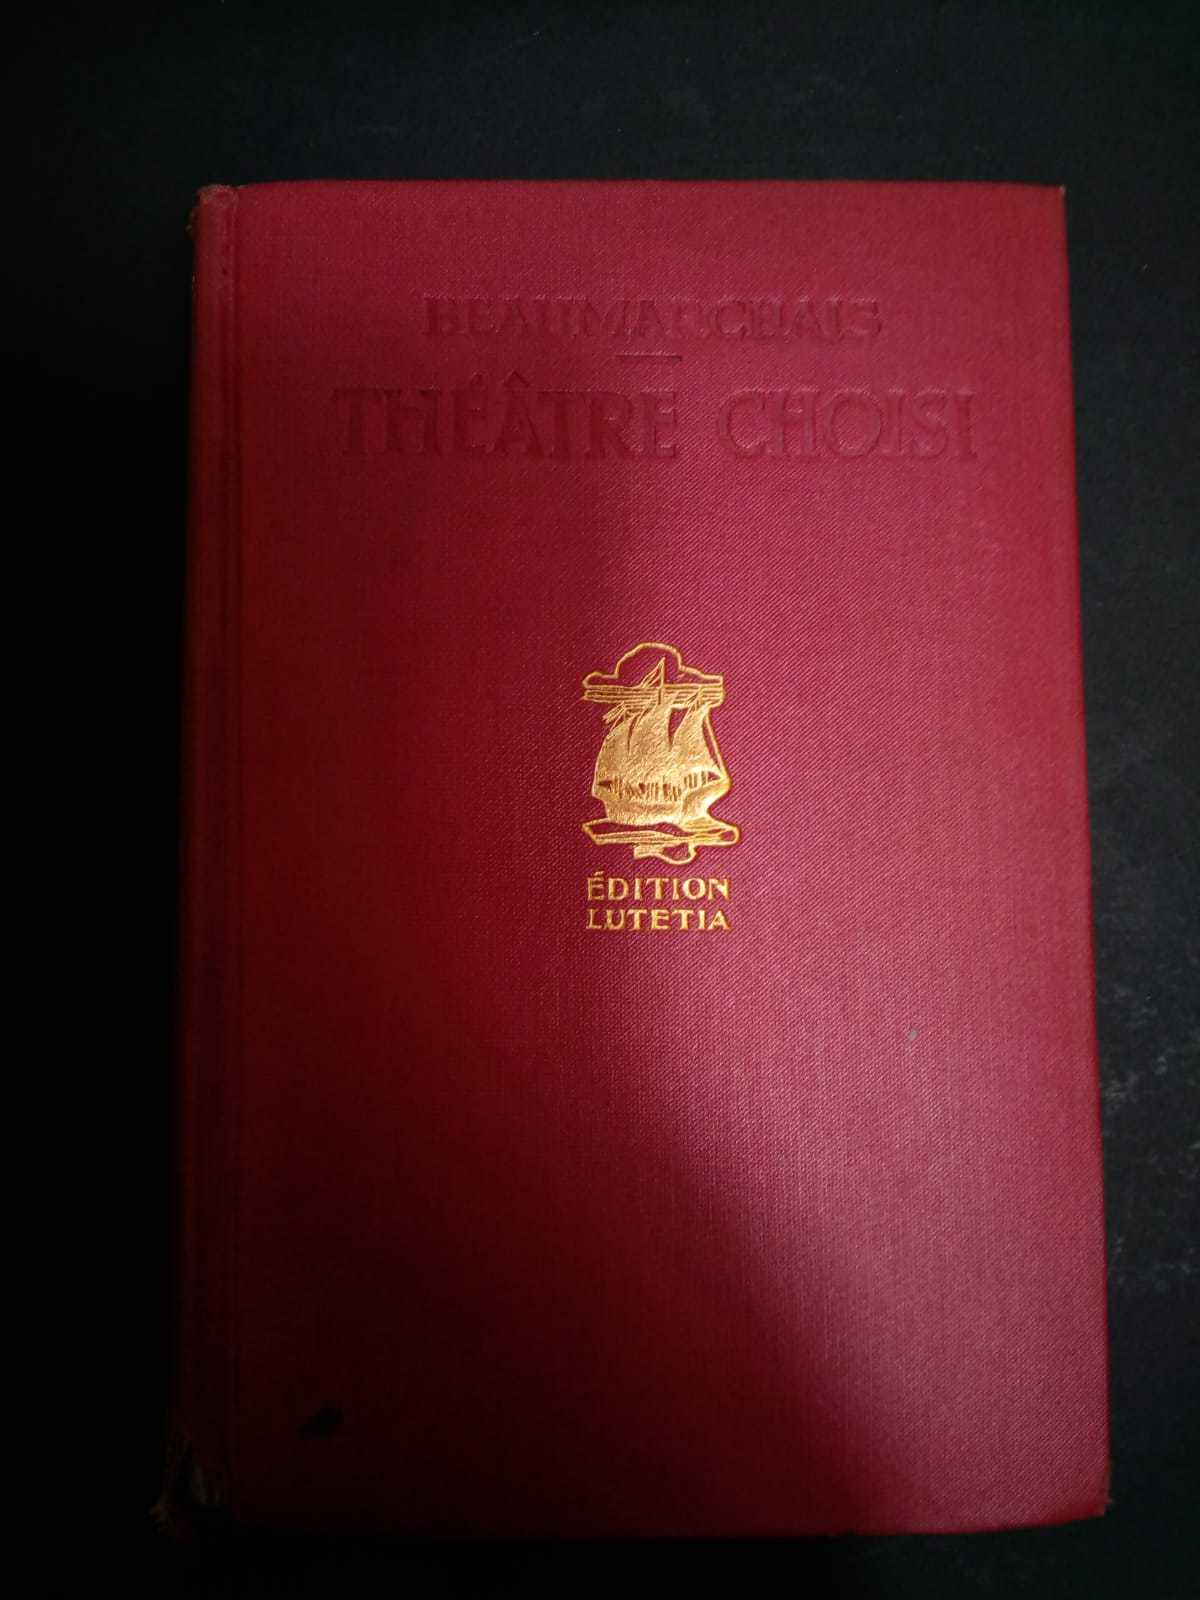 BEAUMARCHAIS
THÉÂTRE CHOISI
ÉDITION
LUTETIA